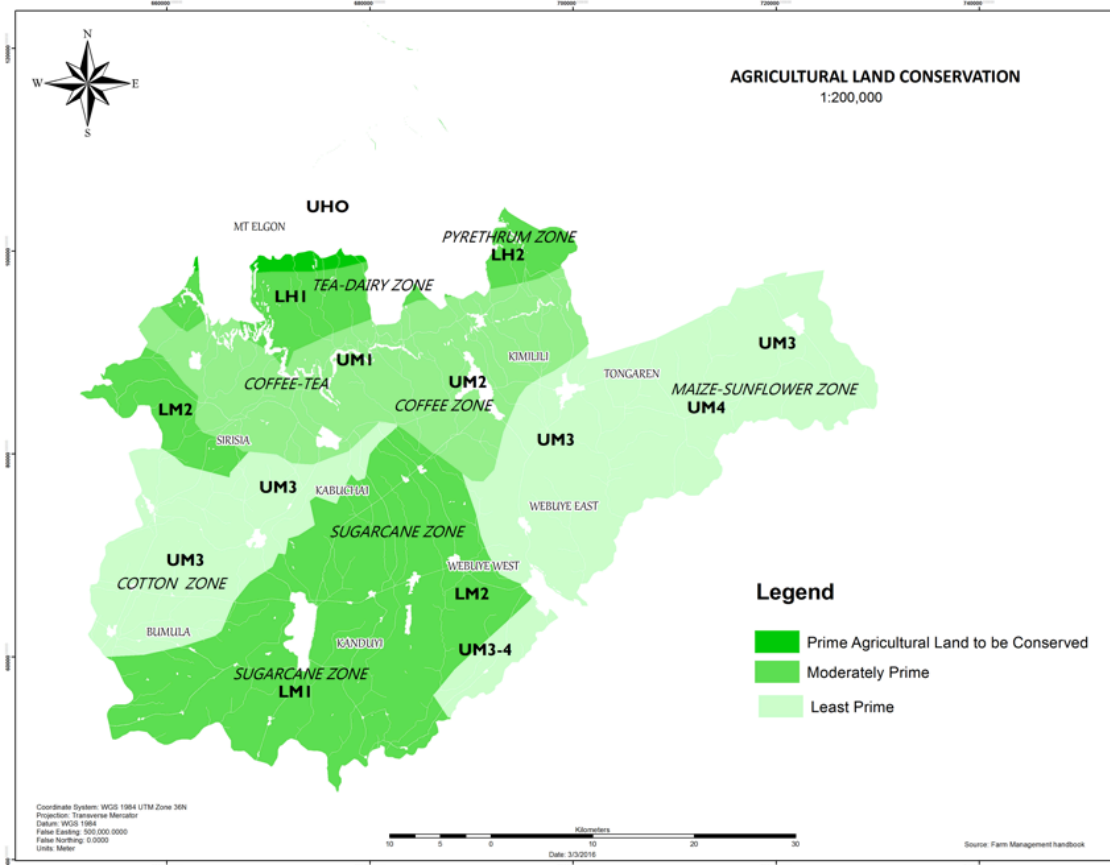 660000 680000 700000 720000 740000
N
W E
S
AGRICULTURAL LAND CONSERVATION
1:200,000
UHO
MT ELGON
PYRETHRUM ZONE
LH2
TEA-DAIRY ZONE
LH1
UM3
UM1
KIMILILI
TONGAREN
COFFEE-TEA
UM2
MAIZE-SUNFLOWER ZONE
COFFEE ZONE
UM4
LM2
SIRISIA
UM3
UM3
KABUCHAI
WEBUYE EAST
SUGARCANE ZONE
UM3
COTTON ZONE
WEBUYE WEST
LM2
BUMULA
KANDUYI
UM3-4
SUGARCANE ZONE
LM1
Legend
Prime Agricultural Land to be Conserved
Moderately Prime
Least Prime
Coordinate System: WGS 1984 UTM Zone 36N
Projection: Transverse Mercator
Datum: WGS 1984
False Easting: 500,000.0000
False Northing: 0.0000
Units: Meter
Kilometers
10 5 0 10 20 30
Date: 3/3/2016
Source: Farm Management handbook